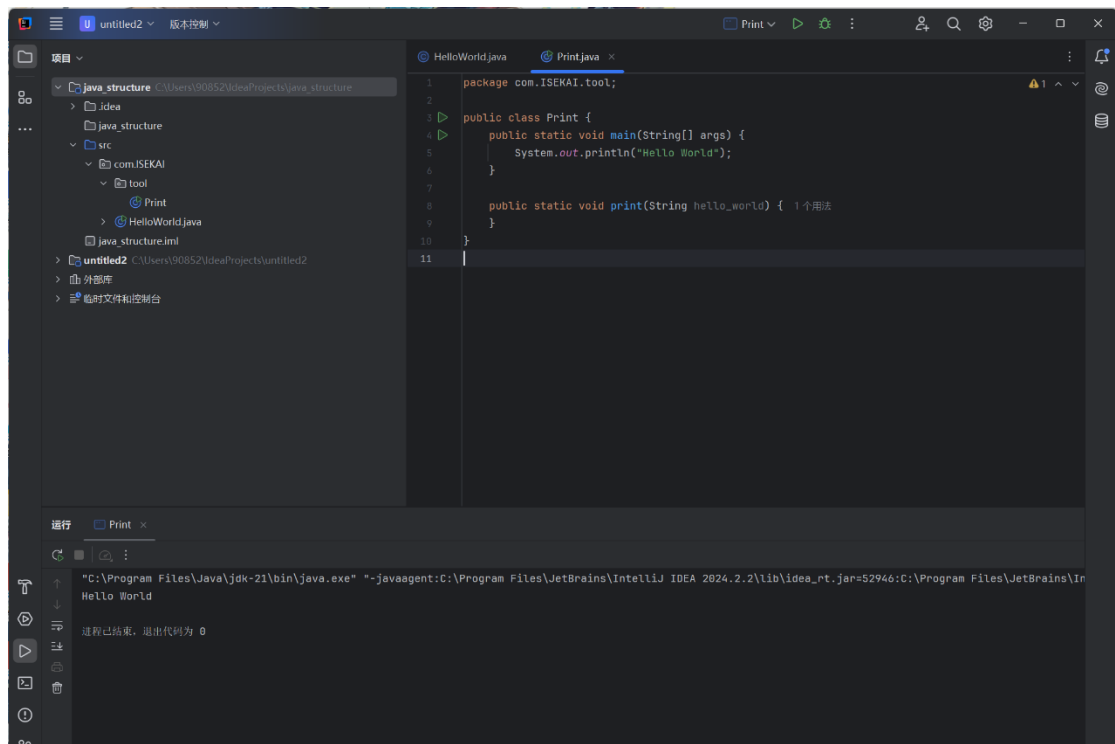 U untitled2 版本控制 Print
项目
java_structure C:\Users\90852\IdeaProjects\java_structure
.idea
java_structure
src
com.ISEKAI
tool
Print
HelloWorld.java
java_structure.iml
untitled2 C:\Users\90852\IdeaProjects\untitled2
外部库
临时文件和控制台
HelloWorld.java Print.java
1 package com.ISEKAI.tool; 1
2
3 public class Print {
4 public static void main(String[] args) {
5 System.out.println("Hello World");
6 }
7
8 public static void print(String hello_world) { 1个用法
9 }
10 }
11
运行 Print
"C:\Program Files\Java\jdk-21\bin\java.exe" "-javaagent:C:\Program Files\JetBrains\IntelliJ IDEA 2024.2.2\lib\idea_rt.jar=52946:C:\Program Files\JetBrains\In
Hello World
进程已结束，退出代码为 0